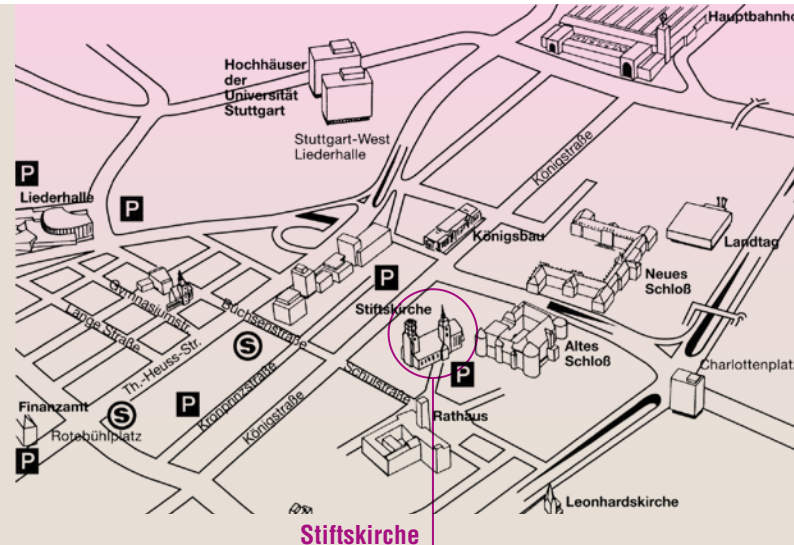 Hauptbahnho
Hochhäuser
der
Universität
Stuttgart
Stuttgart-West
Liederhalle
Königstraße
P
Liederhalle
P
Königsbau
Landtag
Neues
Schloß
Gymnasiumstr.
Lange Straße
Büchsenstraße
P
Stiftskirche
Th.-Heuss-Str.
S
Altes
Schloß
Charlottenplatz
Schulstraße
P
Kronprinzstraße
Königstraße
P
Finanzamt
S
Rotebühlplatz
Rathaus
P
Leonhardskirche
Stiftskirche